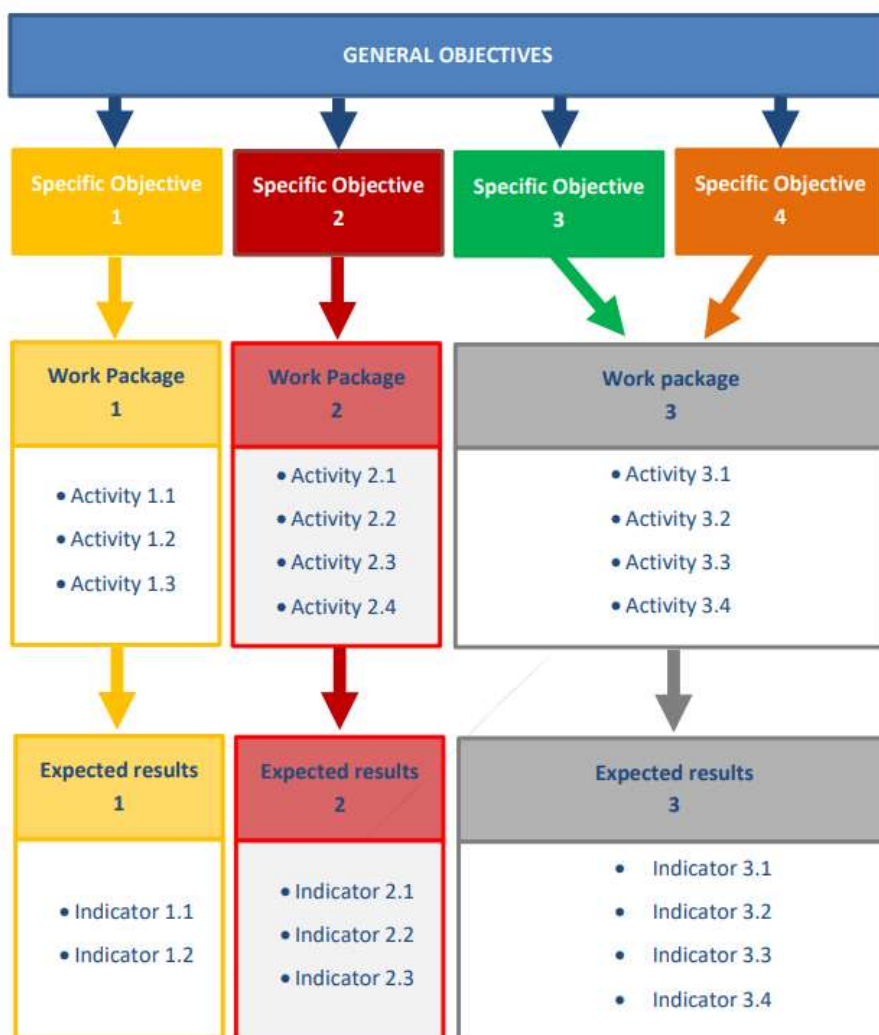 GENERAL OBJECTIVES
Specific Objective
1
Specific Objective
2
Specific Objective
3
Specific Objective
4
Work Package
1
Work Package
2
Work package
3
• Activity 1.1
• Activity 1.2
• Activity 1.3
• Activity 2.1
• Activity 2.2
• Activity 2.3
• Activity 2.4
• Activity 3.1
• Activity 3.2
• Activity 3.3
• Activity 3.4
Expected results
1
Expected results
2
Expected results
3
• Indicator 1.1
• Indicator 1.2
• Indicator 2.1
• Indicator 2.2
• Indicator 2.3
• Indicator 3.1
• Indicator 3.2
• Indicator 3.3
• Indicator 3.4